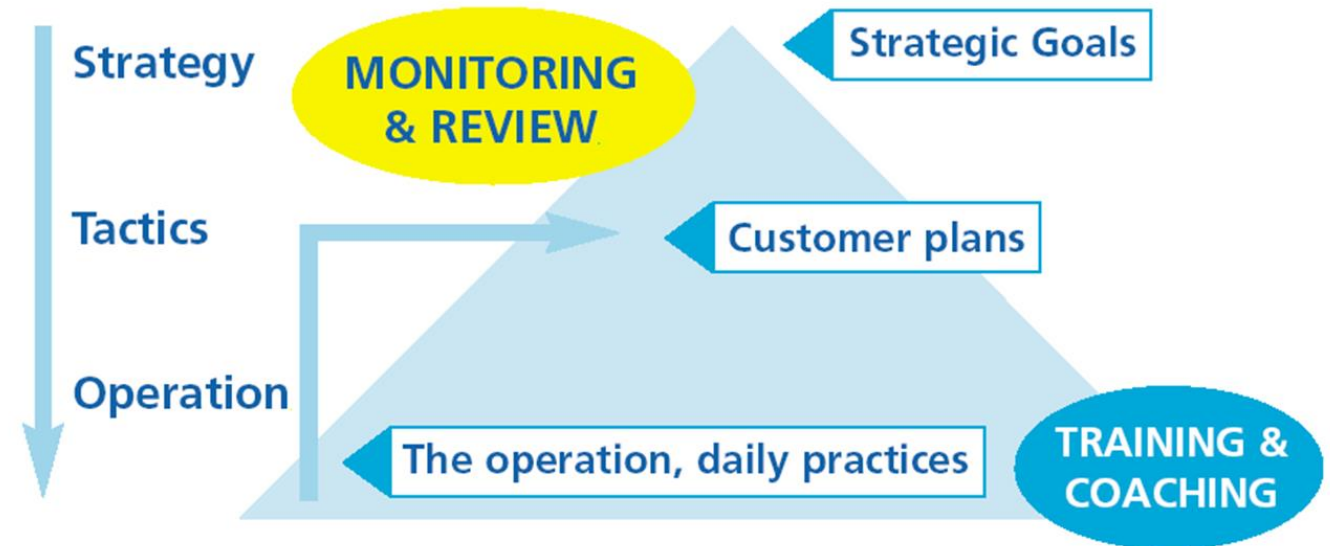 Strategy
MONITORING
& REVIEW
Strategic Goals
Tactics
Customer plans
Operation
The operation, daily practices
TRAINING &
COACHING